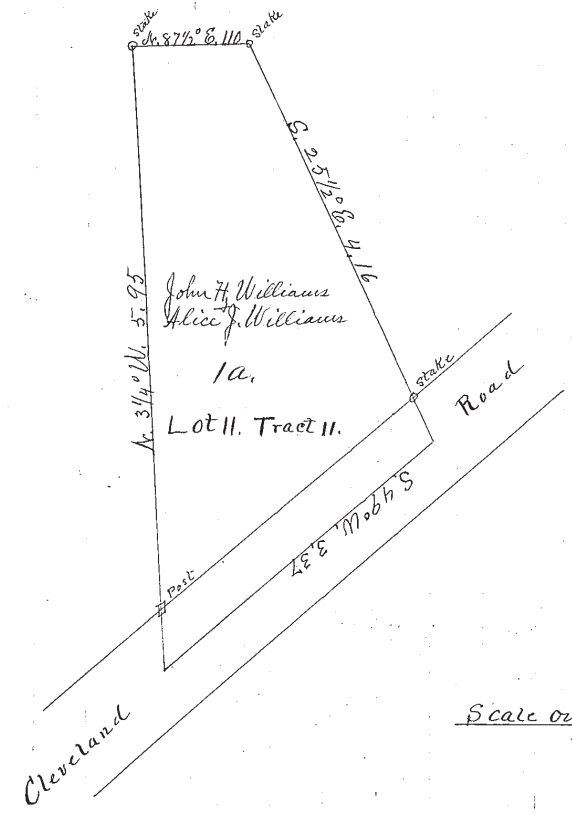 Stake
Stake
N. 87½° E. 110
S. 25½° E. 4.16
N. 3¼° W. 5.95
John H. Williams
&
Alice J. Williams
1a.
Lot 11. Tract 11.
Stake
Road
S. 49° W. 3.37
Post
Cleveland
Scale on